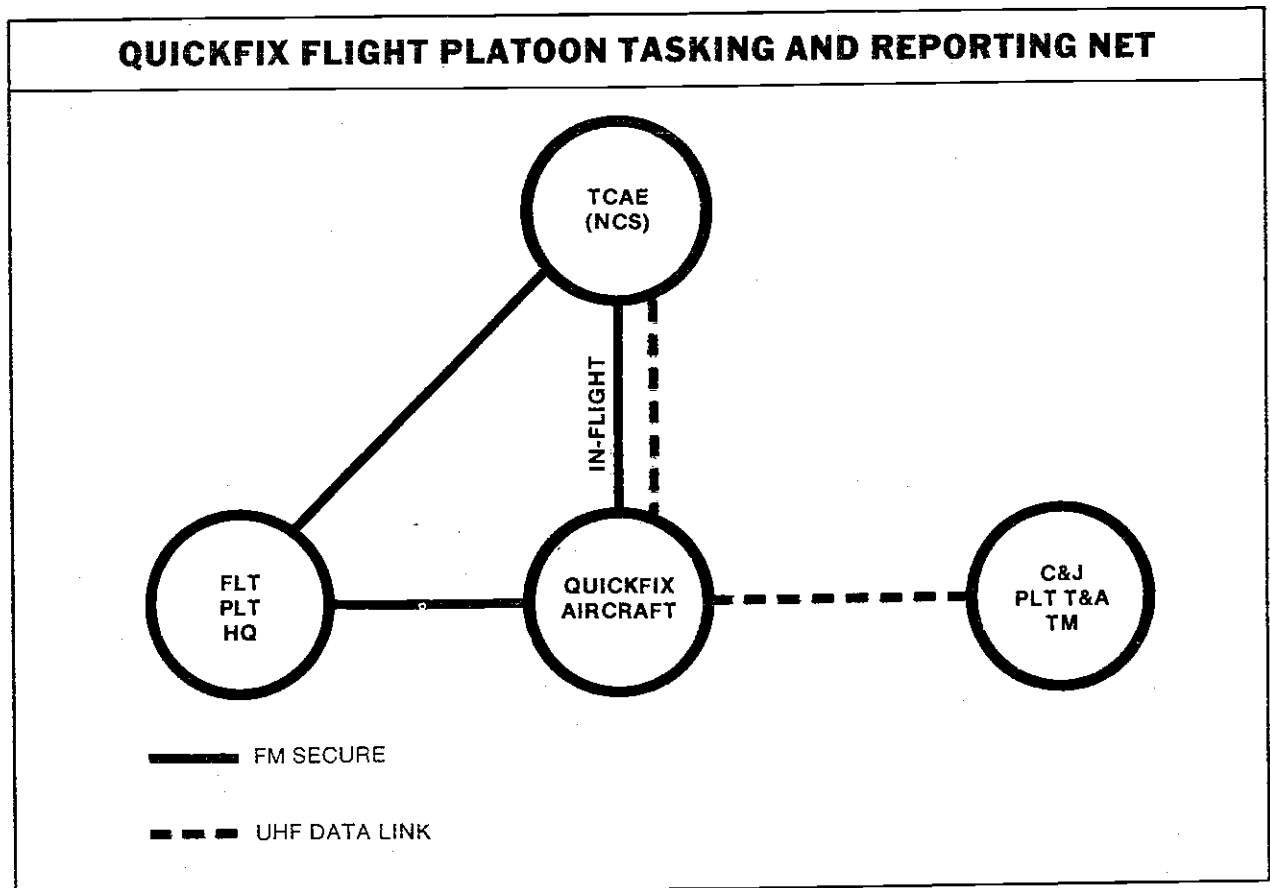 QUICKFIX FLIGHT PLATOON TASKING AND REPORTING NET
TCAE
(NCS)
IN-FLIGHT
FLT
PLT
HQ
QUICKFIX
AIRCRAFT
C&J
PLT T&A
TM
FM SECURE
UHF DATA LINK